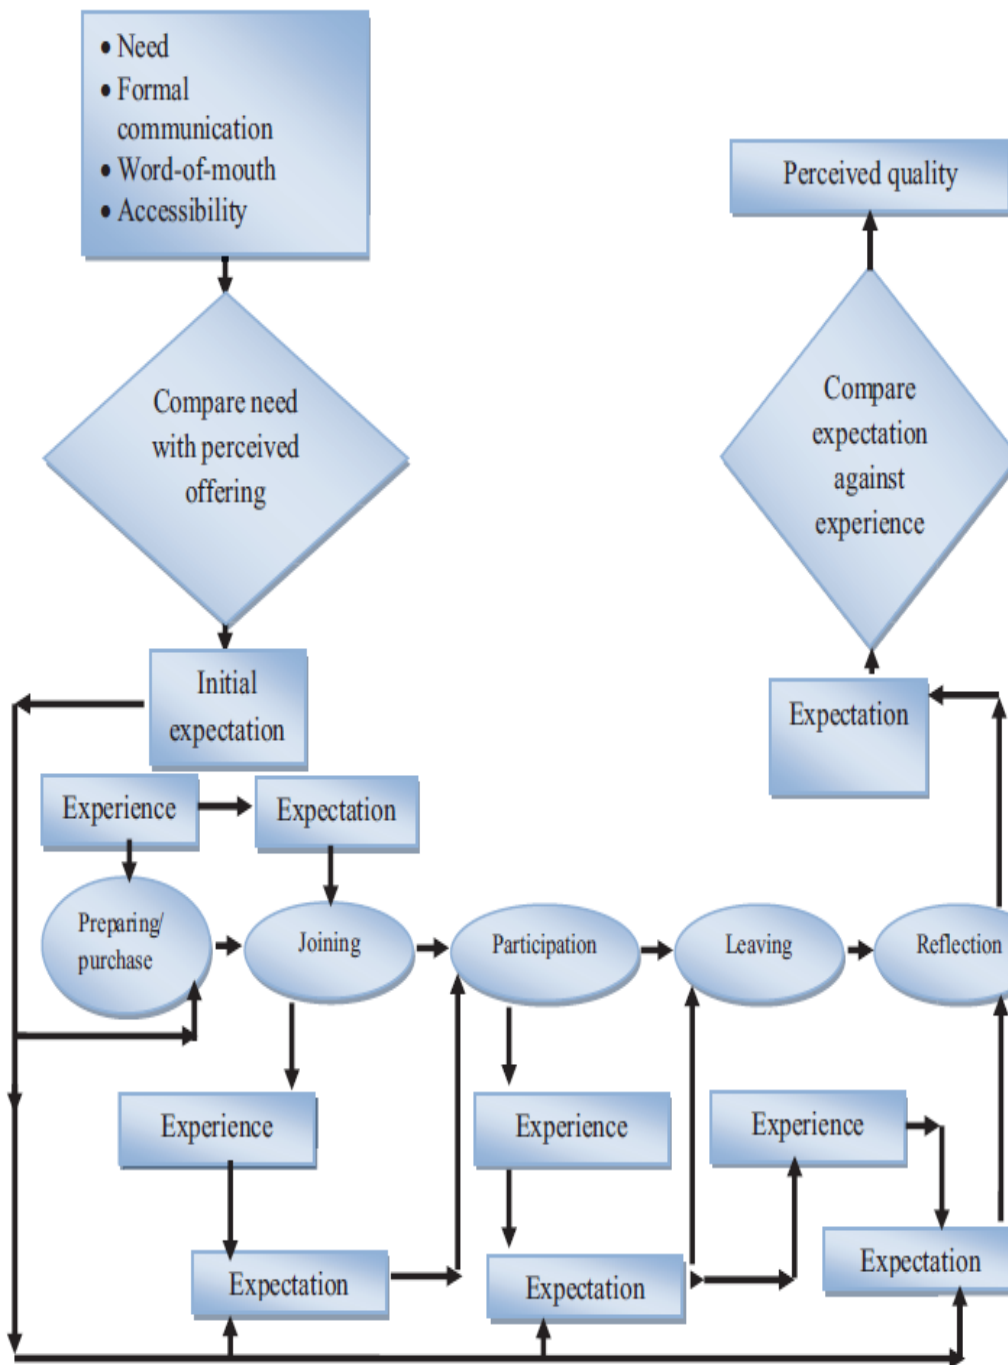 • Need
• Formal
communication
• Word-of-mouth
• Accessibility
Perceived quality
Compare need
with perceived
offering
Compare
expectation
against
experience
Initial
expectation
Expectation
Experience
Expectation
Preparing/
purchase
Joining
Participation
Leaving
Reflection
Experience
Experience
Experience
Expectation
Expectation
Expectation